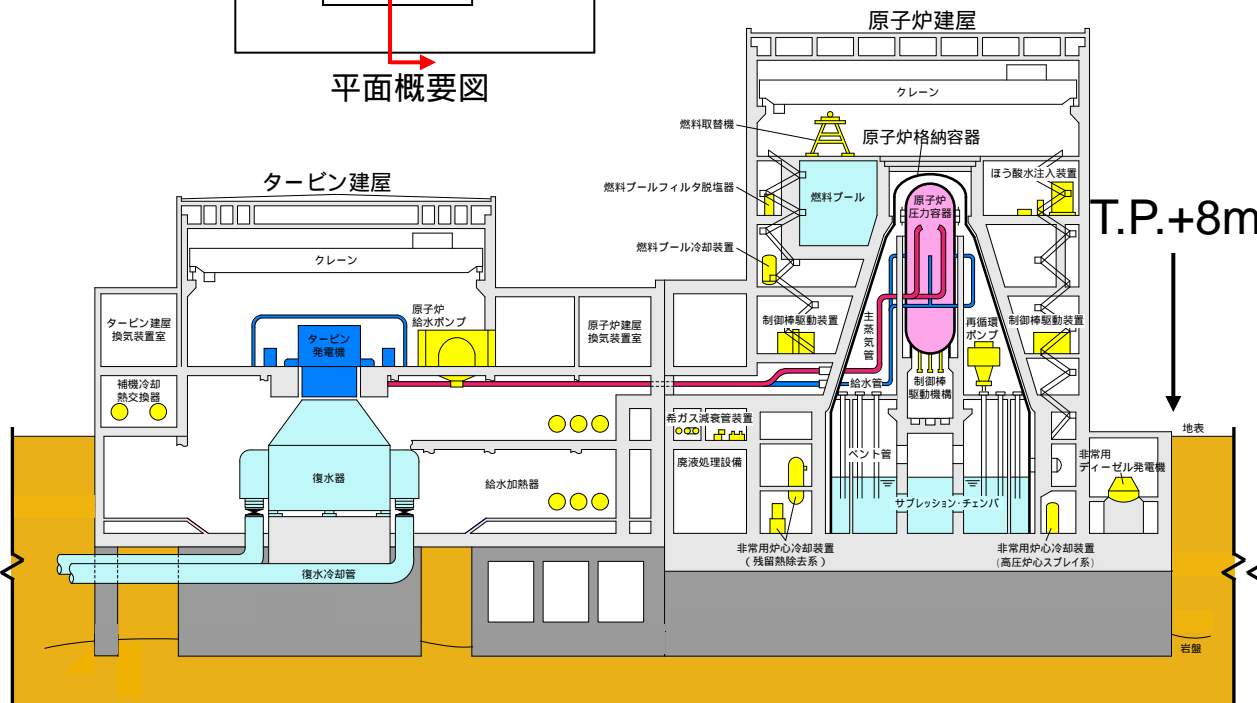 平面概要図
原子炉建屋
クレーン
燃料取替機
原子炉格納容器
タービン建屋
燃料プールフィルタ脱塩器
燃料プール
原子炉
圧力容器
ほう酸水注入装置
T.P.+8m
燃料プール冷却装置
クレーン
タービン建屋
換気装置室
タービン
発電機
原子炉
給水ポンプ
原子炉建屋
換気装置室
制御棒駆動装置
主蒸気管
再循環
ポンプ
制御棒駆動装置
補機冷却
熱交換器
給水管
制御棒
駆動機構
希ガス減衰管装置
地表
廃液処理設備
ベント管
非常用
ディーゼル発電機
復水器
給水加熱器
サプレッション・チェンバ
非常用炉心冷却装置
(残留熱除去系)
非常用炉心冷却装置
(高圧炉心スプレイ系)
復水冷却管
岩盤